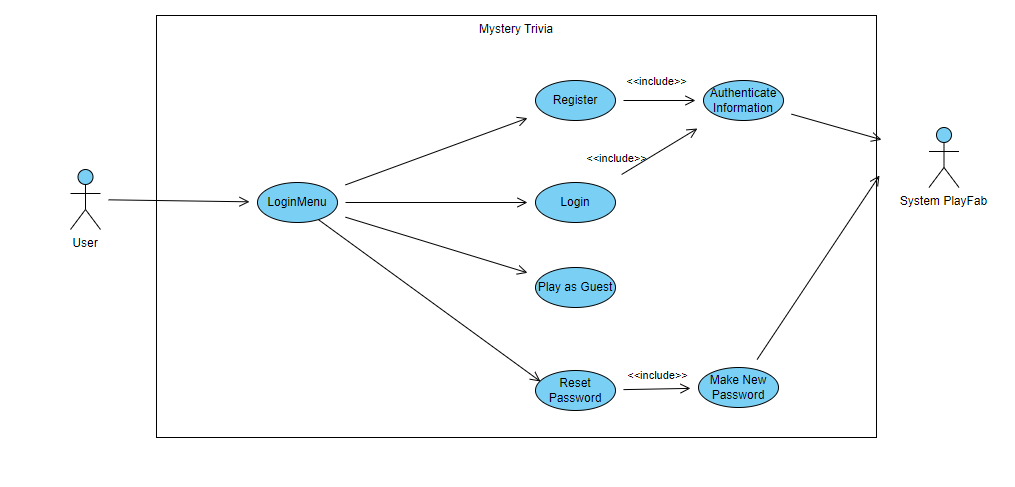 Mystery Trivia
<<include>>
Register
Authenticate
Information
<<include>>
System PlayFab
LoginMenu
Login
User
Play as Guest
<<include>>
Reset
Password
Make New
Password